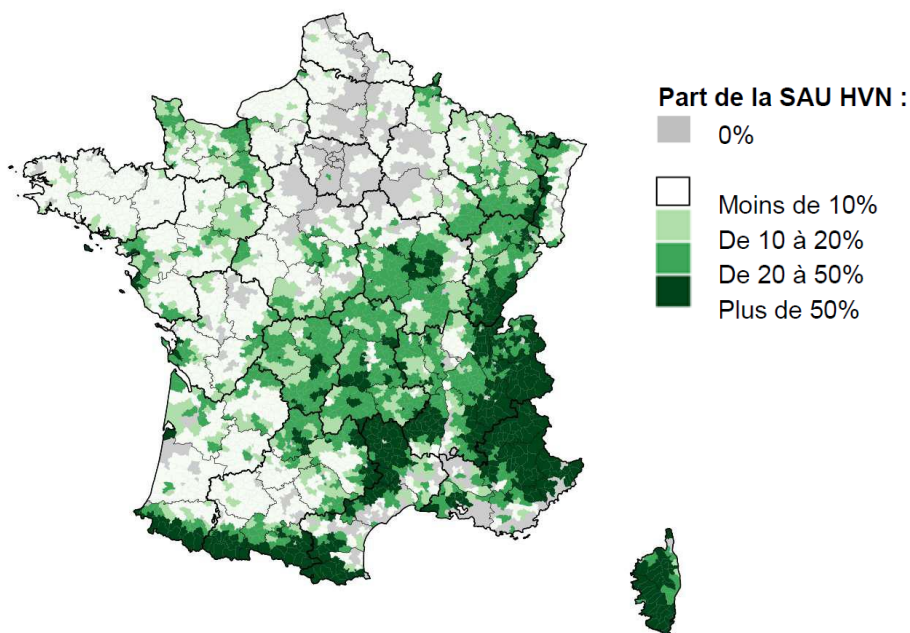 Part de la SAU HVN :
0%
Moins de 10%
De 10 à 20%
De 20 à 50%
Plus de 50%